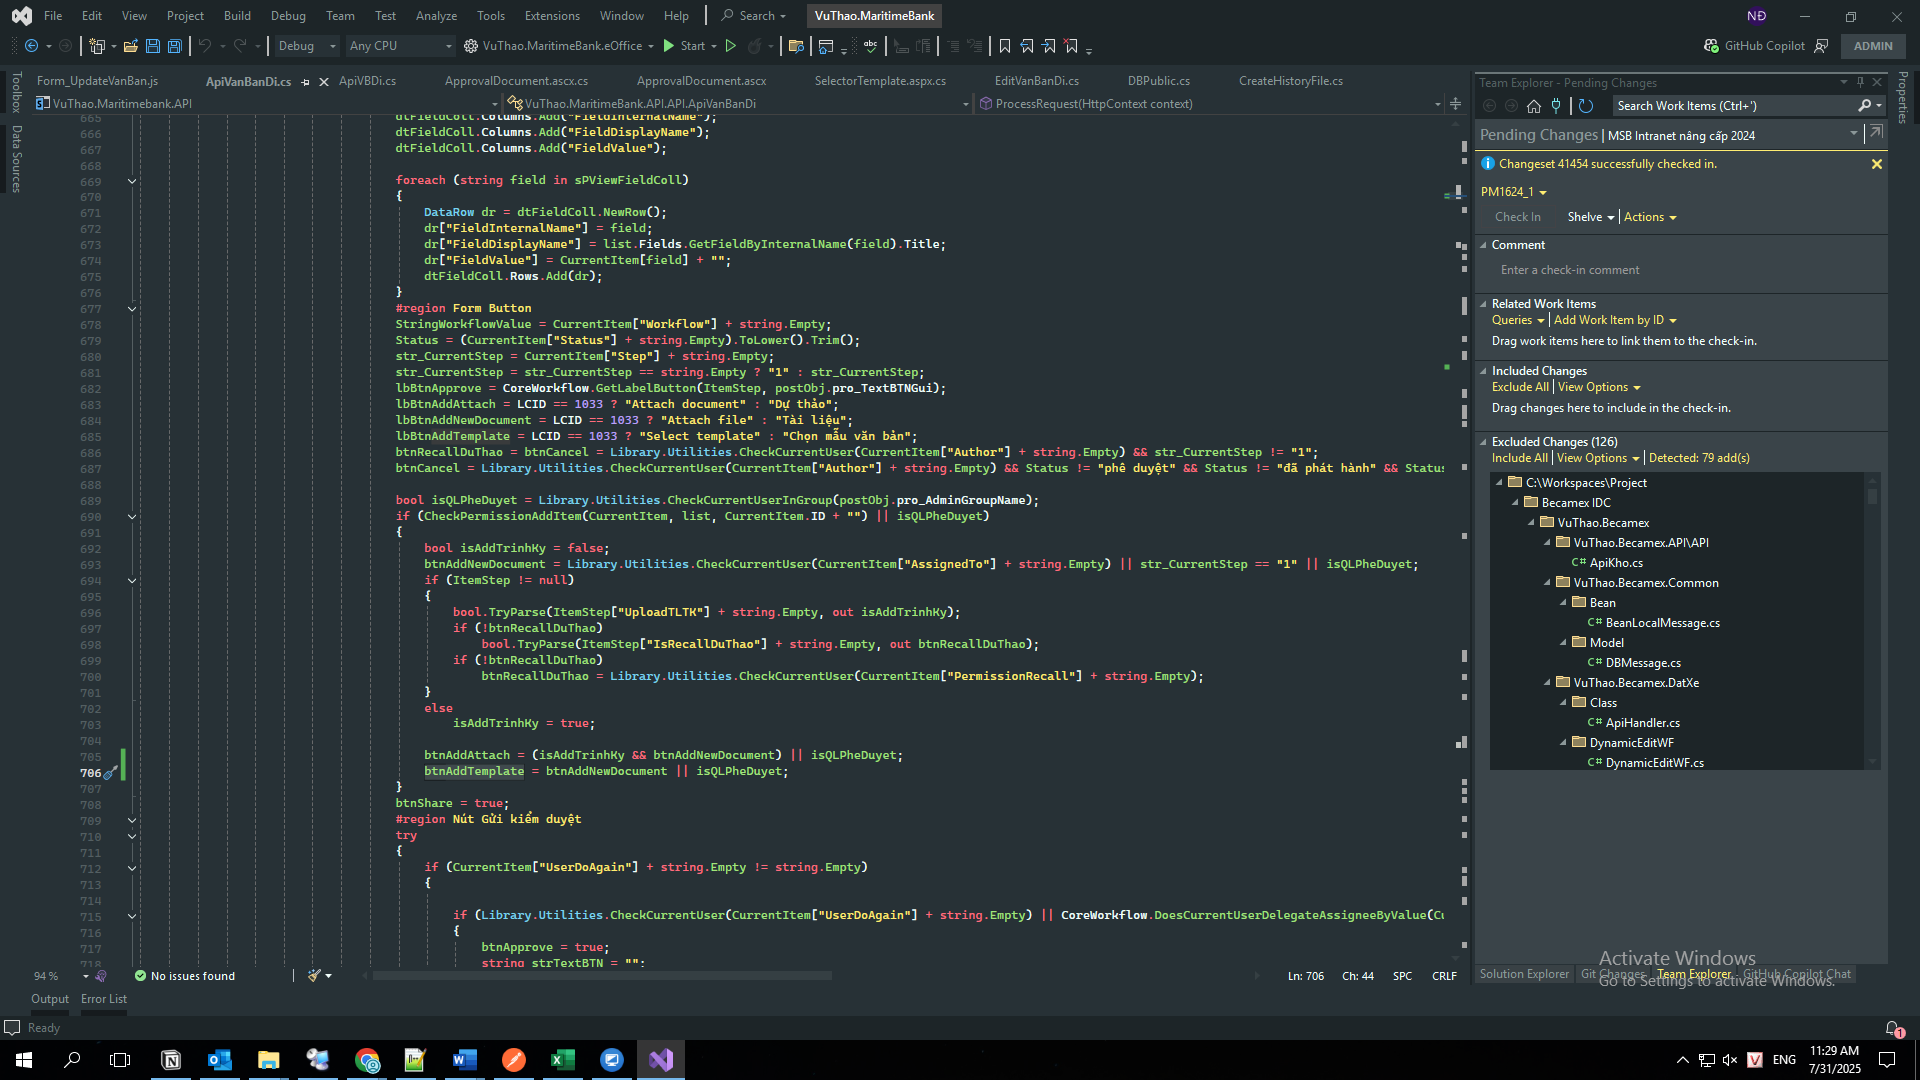 File Edit View Project Build Debug Team Test Analyze Tools Extensions Window Help Search VuThao.MaritimeBank NĐ
Debug Any CPU VuThao.MaritimeBank.eOffice Start GitHub Copilot ADMIN
Form_UpdateVanBan.js ApiVanBanDi.cs ApiVBDi.cs ApprovalDocument.ascx.cs ApprovalDocument.ascx SelectorTemplate.aspx.cs EditVanBanDi.cs DBPublic.cs CreateHistoryFile.cs
VuThao.Maritimebank.API VuThao.MaritimeBank.API.API.ApiVanBanDi ProcessRequest(HttpContext context)
Toolbox
Data Sources
665 dtFieldColl.Columns.Add("FieldInternalName");
666 dtFieldColl.Columns.Add("FieldDisplayName");
667 dtFieldColl.Columns.Add("FieldValue");
668
669 foreach (string field in sPViewFieldColl)
670 {
671 DataRow dr = dtFieldColl.NewRow();
672 dr["FieldInternalName"] = field;
673 dr["FieldDisplayName"] = list.Fields.GetFieldByInternalName(field).Title;
674 dr["FieldValue"] = CurrentItem[field] + "";
675 dtFieldColl.Rows.Add(dr);
676 }
677 #region Form Button
678 StringWorkflowValue = CurrentItem["Workflow"] + string.Empty;
679 Status = (CurrentItem["Status"] + string.Empty).ToLower().Trim();
680 str_CurrentStep = CurrentItem["Step"] + string.Empty;
681 str_CurrentStep = str_CurrentStep == string.Empty ? "1" : str_CurrentStep;
682 lbBtnApprove = CoreWorkflow.GetLabelButton(ItemStep, postObj.pro_TextBTNGui);
683 lbBtnAddAttach = LCID == 1033 ? "Attach document" : "Dự thảo";
684 lbBtnAddNewDocument = LCID == 1033 ? "Attach file" : "Tài liệu";
685 lbBtnAddTemplate = LCID == 1033 ? "Select template" : "Chọn mẫu văn bản";
686 btnRecallDuThao = btnCancel = Library.Utilities.CheckCurrentUser(CurrentItem["Author"] + string.Empty) && str_CurrentStep != "1";
687 btnCancel = Library.Utilities.CheckCurrentUser(CurrentItem["Author"] + string.Empty) && Status != "phê duyệt" && Status != "đã phát hành" && Status
688
689 bool isQLPheDuyet = Library.Utilities.CheckCurrentUserInGroup(postObj.pro_AdminGroupName);
690 if (CheckPermissionAddItem(CurrentItem, list, CurrentItem.ID + "") || isQLPheDuyet)
691 {
692 bool isAddTrinhKy = false;
693 btnAddNewDocument = Library.Utilities.CheckCurrentUser(CurrentItem["AssignedTo"] + string.Empty) || str_CurrentStep == "1" || isQLPheDuyet;
694 if (ItemStep != null)
695 {
696 bool.TryParse(ItemStep["UploadTLTK"] + string.Empty, out isAddTrinhKy);
697 if (!btnRecallDuThao)
698 bool.TryParse(ItemStep["IsRecallDuThao"] + string.Empty, out btnRecallDuThao);
699 if (!btnRecallDuThao)
700 btnRecallDuThao = Library.Utilities.CheckCurrentUser(CurrentItem["PermissionRecall"] + string.Empty);
701 }
702 else
703 isAddTrinhKy = true;
704
705 btnAddAttach = (isAddTrinhKy && btnAddNewDocument) || isQLPheDuyet;
706 btnAddTemplate = btnAddNewDocument || isQLPheDuyet;
707 }
708 btnShare = true;
709 #region Nút Gửi kiểm duyệt
710 try
711 {
712 if (CurrentItem["UserDoAgain"] + string.Empty != string.Empty)
713 {
714
715 if (Library.Utilities.CheckCurrentUser(CurrentItem["UserDoAgain"] + string.Empty) || CoreWorkflow.DoesCurrentUserDelegateAssigneeByValue(Cu
716 {
717 btnApprove = true;
718 string strTextBTN = "";
94 % No issues found Ln: 706 Ch: 44 SPC CRLF
Output Error List
Ready
Team Explorer - Pending Changes
Search Work Items (Ctrl+')
Pending Changes | MSB Intranet nâng cấp 2024
Changeset 41454 successfully checked in.
PM1624_1
Check In Shelve Actions
Comment
Enter a check-in comment
Related Work Items
Queries Add Work Item by ID
Drag work items here to link them to the check-in.
Included Changes
Exclude All View Options
Drag changes here to include in the check-in.
Excluded Changes (126)
Include All View Options Detected: 79 add(s)
C:\Workspaces\Project
Becamex IDC
VuThao.Becamex
VuThao.Becamex.API\API
C# ApiKho.cs
VuThao.Becamex.Common
Bean
C# BeanLocalMessage.cs
Model
C# DBMessage.cs
VuThao.Becamex.DatXe
Class
C# ApiHandler.cs
DynamicEditWF
C# DynamicEditWF.cs
Properties
Activate Windows
Go to Settings to activate Windows.
Solution Explorer Git Changes Team Explorer GitHub Copilot Chat
1
V ENG 11:29 AM
7/31/2025